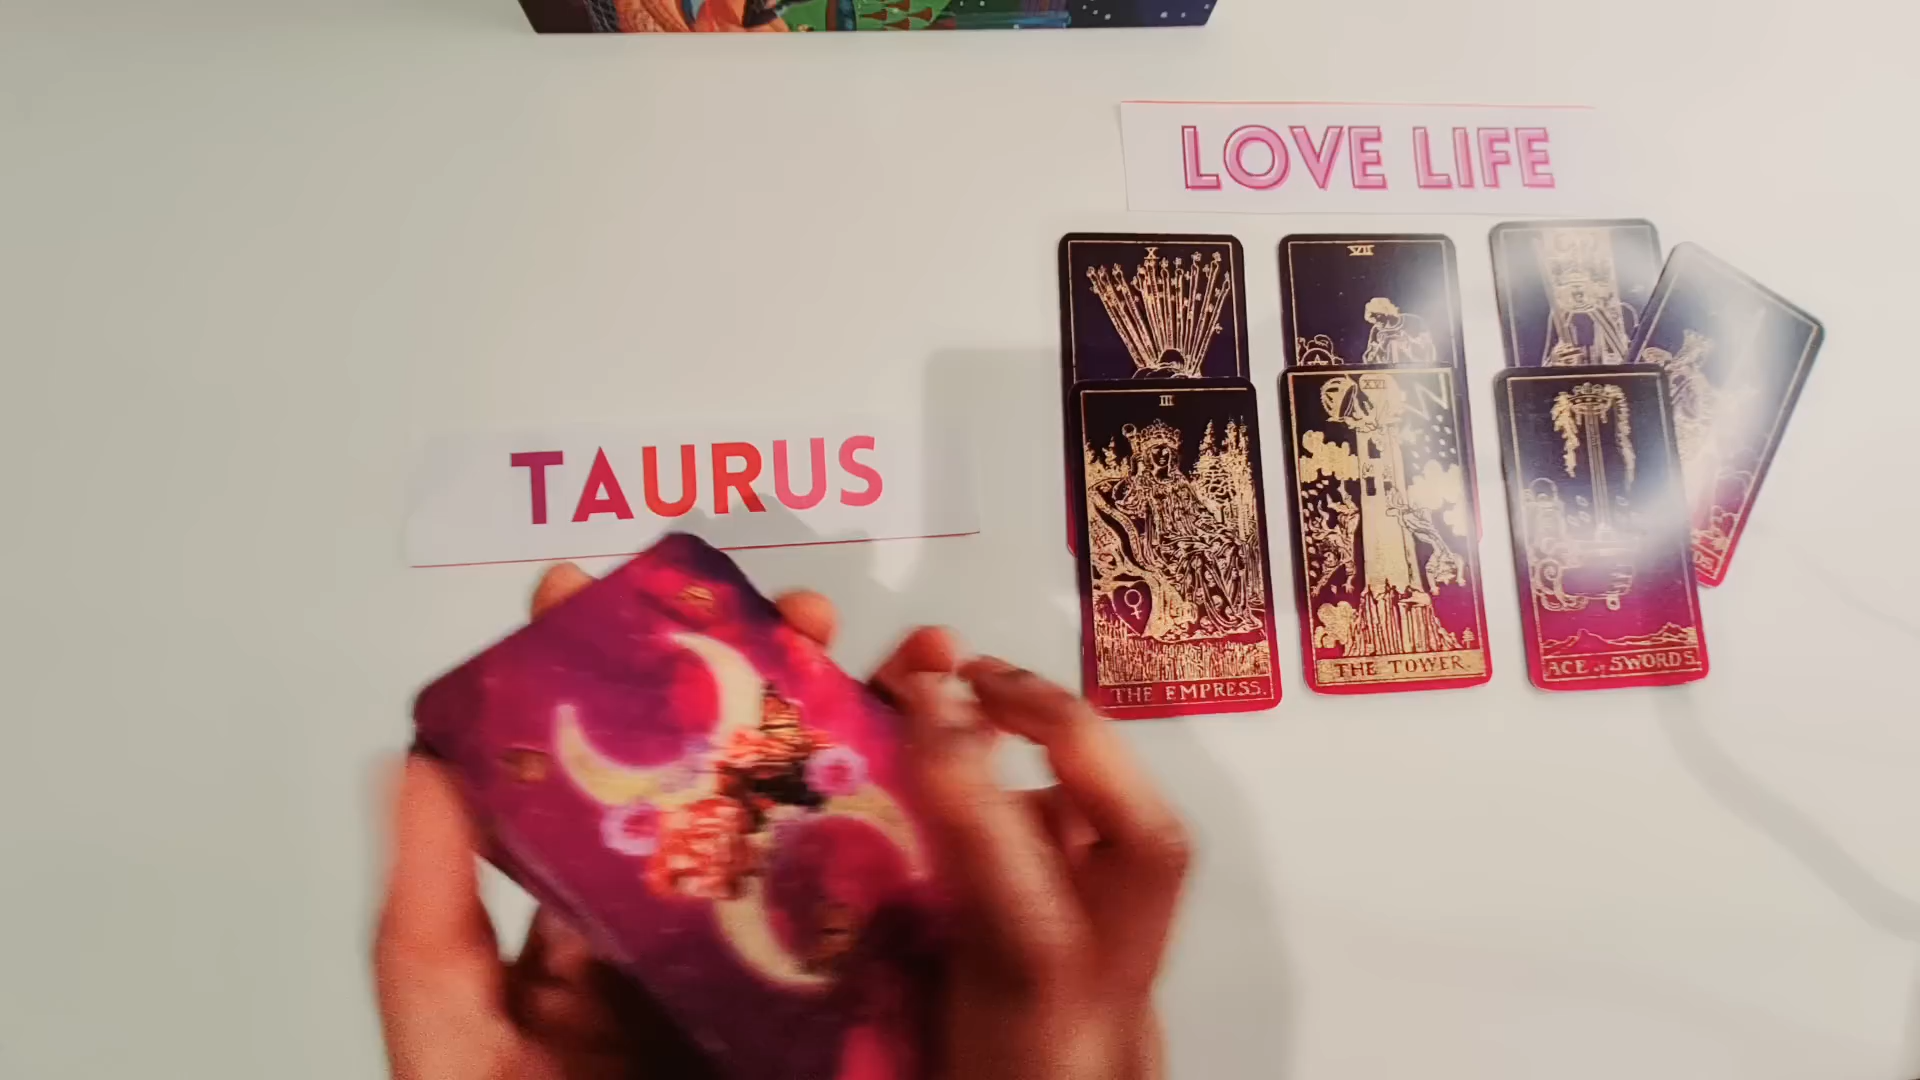 LOVE LIFE
X
VII
TAURUS
III
THE EMPRESS.
XVI
THE TOWER.
ACE of SWORDS.